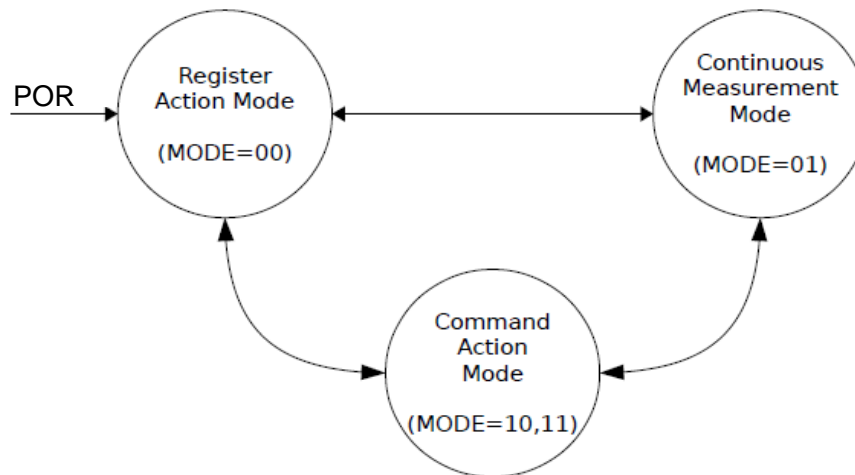 POR
Register
Action Mode
(MODE=00)
Continuous
Measurement
Mode
(MODE=01)
Command
Action
Mode
(MODE=10,11)